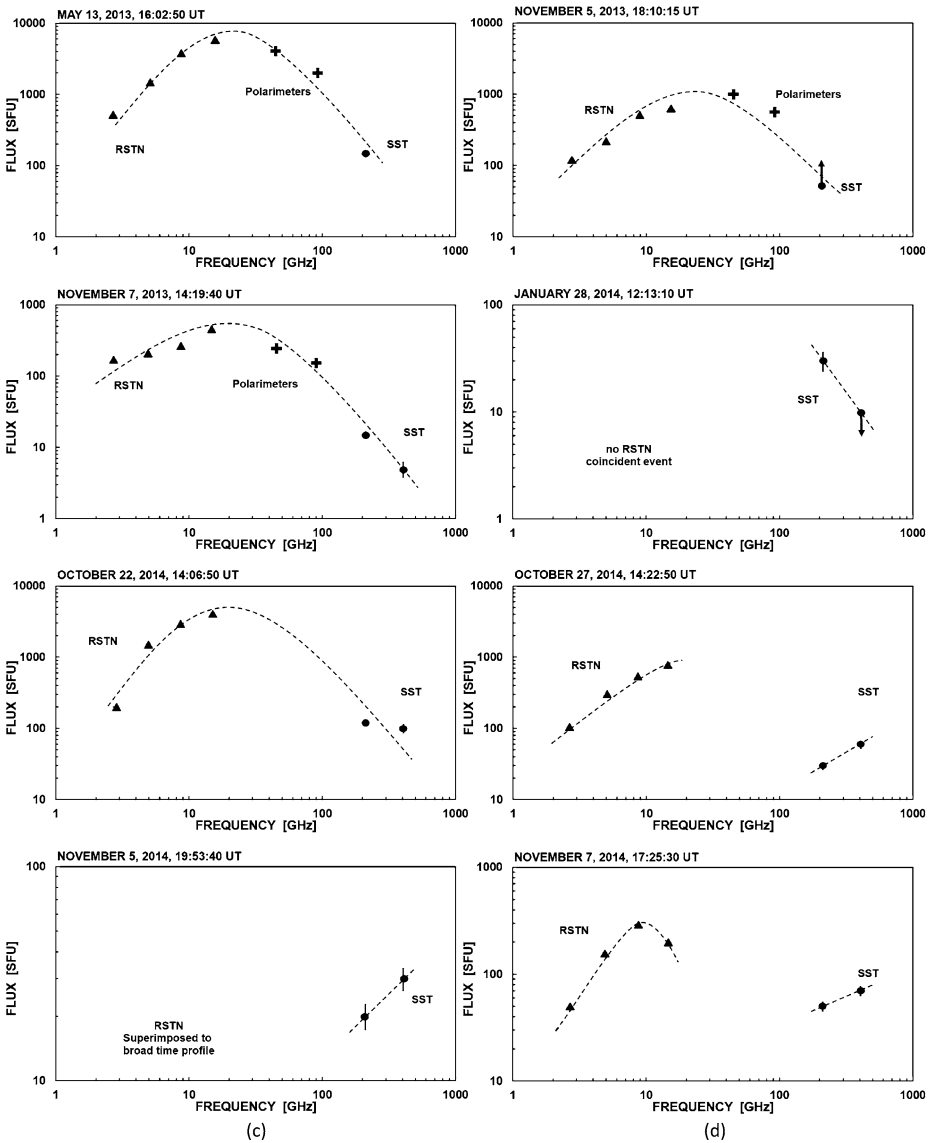 MAY 13, 2013, 16:02:50 UT
10000
1000
100
10
FLUX [SFU]
RSTN
Polarimeters
SST
1 10 100 1000
FREQUENCY [GHz]
NOVEMBER 5, 2013, 18:10:15 UT
10000
1000
100
10
FLUX [SFU]
RSTN
Polarimeters
SST
1 10 100 1000
FREQUENCY [GHz]
NOVEMBER 7, 2013, 14:19:40 UT
1000
100
10
1
FLUX [SFU]
RSTN
Polarimeters
SST
1 10 100 1000
FREQUENCY [GHz]
JANUARY 28, 2014, 12:13:10 UT
100
10
1
FLUX [SFU]
SST
no RSTN
coincident event
1 10 100 1000
FREQUENCY [GHz]
OCTOBER 22, 2014, 14:06:50 UT
10000
1000
100
10
FLUX [SFU]
RSTN
SST
1 10 100 1000
FREQUENCY [GHz]
OCTOBER 27, 2014, 14:22:50 UT
10000
1000
100
10
FLUX [SFU]
RSTN
SST
1 10 100 1000
FREQUENCY [GHz]
NOVEMBER 5, 2014, 19:53:40 UT
100
10
FLUX [SFU]
SST
RSTN
Superimposed to
broad time profile
1 10 100 1000
FREQUENCY [GHz]
(c)
NOVEMBER 7, 2014, 17:25:30 UT
1000
100
10
FLUX [SFU]
RSTN
SST
1 10 100 1000
FREQUENCY [GHz]
(d)